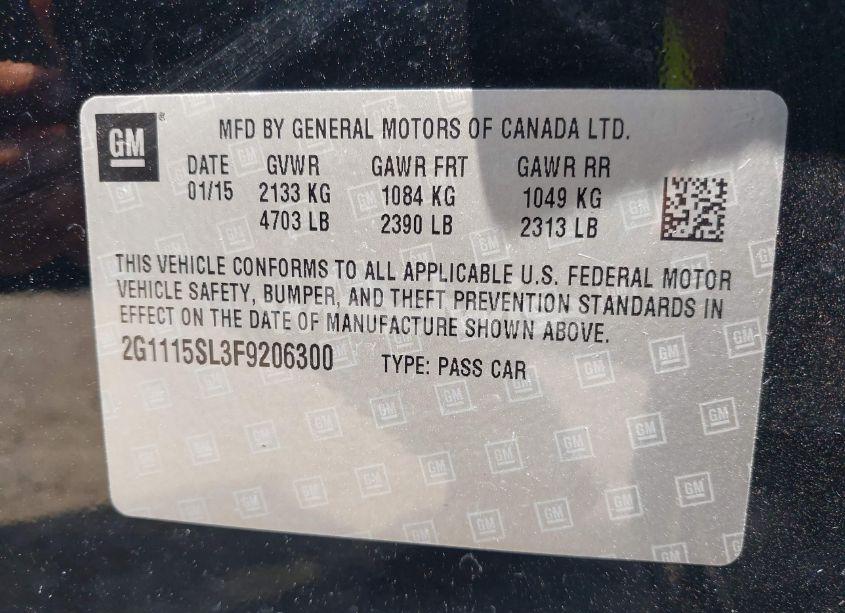 GM ® MFD BY GENERAL MOTORS OF CANADA LTD.
DATE GVWR GAWR FRT GAWR RR
01/15 2133 KG 1084 KG 1049 KG
4703 LB 2390 LB 2313 LB
THIS VEHICLE CONFORMS TO ALL APPLICABLE U.S. FEDERAL MOTOR
VEHICLE SAFETY, BUMPER, AND THEFT PREVENTION STANDARDS IN
EFFECT ON THE DATE OF MANUFACTURE SHOWN ABOVE.
2G1115SL3F9206300 TYPE: PASS CAR